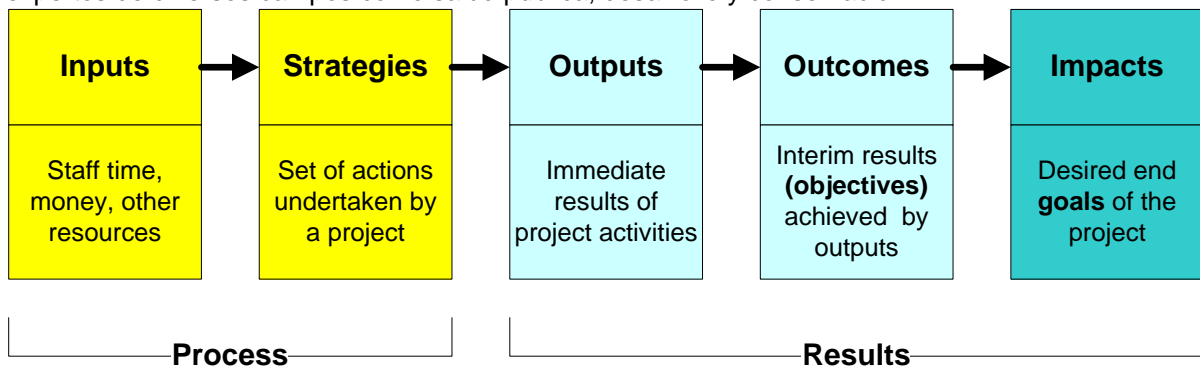 Inputs
Strategies
Outputs
Outcomes
Impacts
Staff time,
money, other
resources
Set of actions
undertaken by
a project
Immediate
results of
project activities
Interim results
(objectives)
achieved by
outputs
Desired end
goals of the
project
Process
Results